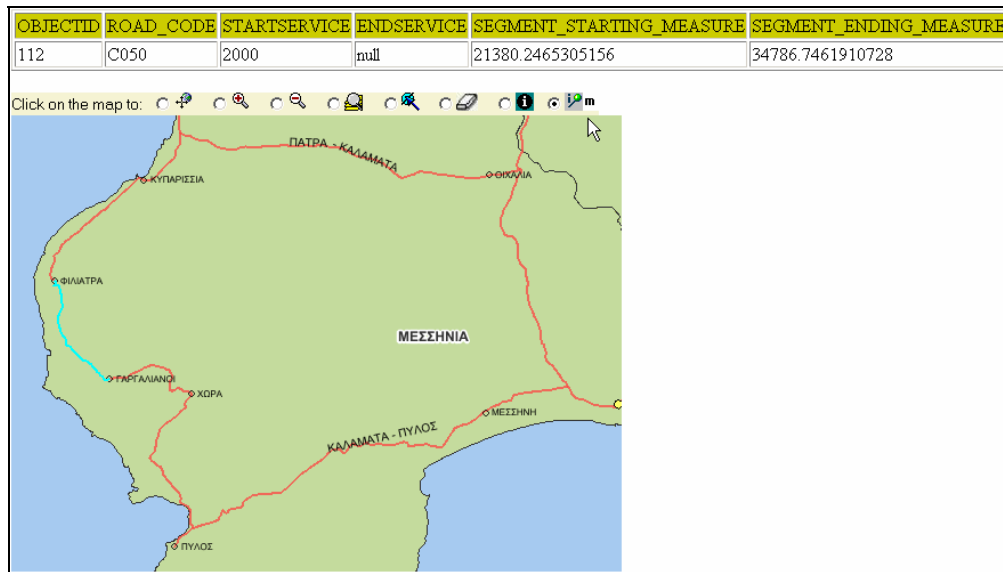 OBJECTID ROAD_CODE STARTSERVICE ENDSERVICE SEGMENT_STARTING_MEASURE SEGMENT_ENDING_MEASURE
112 C050 2000 null 21380.2465305156 34786.7461910728
Click on the map to: m
ΠΑΤΡΑ - ΚΑΛΑΜΑΤΑ
ΚΥΠΑΡΙΣΣΙΑ
ΟΙΧΑΛΙΑ
ΦΙΛΙΑΤΡΑ
ΜΕΣΣΗΝΙΑ
ΓΑΡΓΑΛΙΑΝΟΙ
ΧΩΡΑ
ΜΕΣΣΗΝΗ
ΚΑΛΑΜΑΤΑ - ΠΥΛΟΣ
ΠΥΛΟΣ